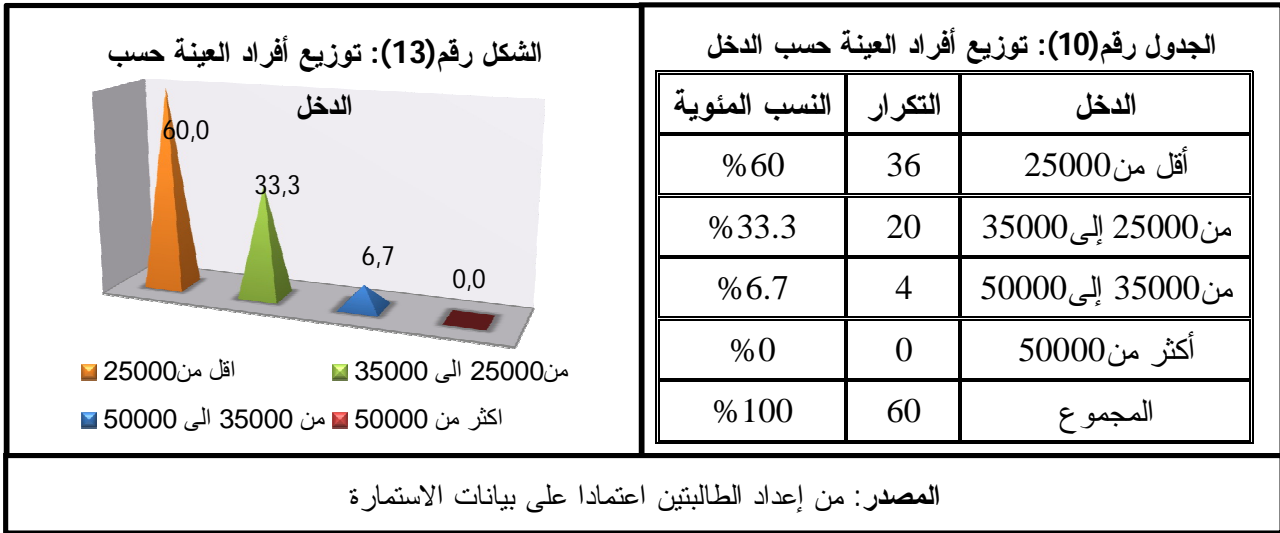 الجدول رقم(10): توزيع أفراد العينة حسب الدخل
الدخل التكرار النسب المئوية
أقل من25000 36 %60
من25000 إلى35000 20 %33.3
من35000 إلى50000 4 %6.7
أكثر من50000 0 %0
المجموع 60 %100
الشكل رقم(13): توزيع أفراد العينة حسب
الدخل
60,0
33,3
6,7
0,0
اقل من25000 من25000 الى 35000
من 35000 الى 50000 اكثر من 50000
المصدر: من إعداد الطالبتين اعتمادا على بيانات الاستمارة